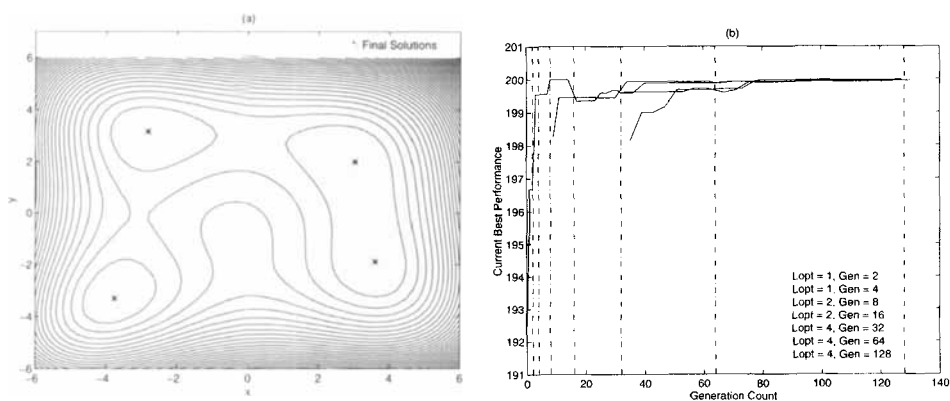 (a)
* Final Solutions
6
4
2
0
-2
-4
-6
y
-6
-4
-2
0
2
4
6
x
(b)
201
200
199
198
197
196
195
194
193
192
191
Current Best Performance
Lopt = 1, Gen = 2
Lopt = 1, Gen = 4
Lopt = 2, Gen = 8
Lopt = 2, Gen = 16
Lopt = 4, Gen = 32
Lopt = 4, Gen = 64
Lopt = 4, Gen = 128
0
20
40
60
80
100
120
140
Generation Count